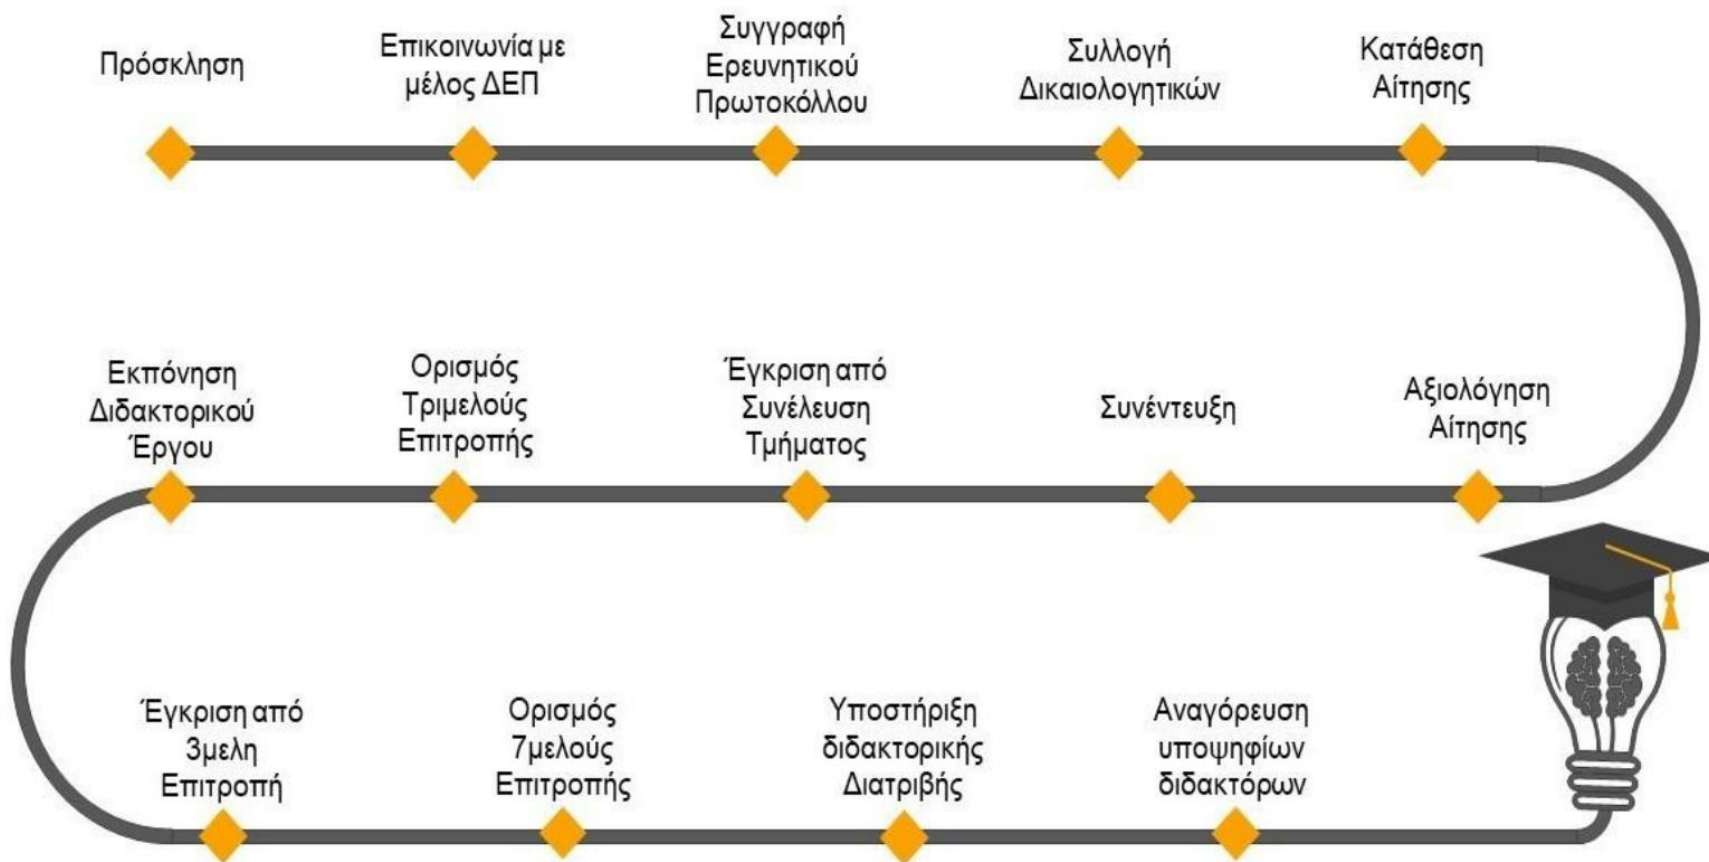 Πρόσκληση
Επικοινωνία με
μέλος ΔΕΠ
Συγγραφή
Ερευνητικού
Πρωτοκόλλου
Συλλογή
Δικαιολογητικών
Κατάθεση
Αίτησης
Αξιολόγηση
Αίτησης
Συνέντευξη
Έγκριση από
Συνέλευση
Τμήματος
Ορισμός
Τριμελούς
Επιτροπής
Εκπόνηση
Διδακτορικού
Έργου
Έγκριση από
3μελη
Επιτροπή
Ορισμός
7μελούς
Επιτροπής
Υποστήριξη
διδακτορικής
Διατριβής
Αναγόρευση
υποψηφίων
διδακτόρων